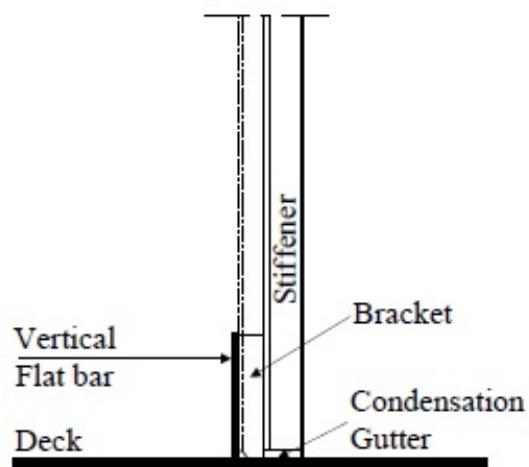 Stiffener
Bracket
Vertical
Flat bar
Condensation
Gutter
Deck